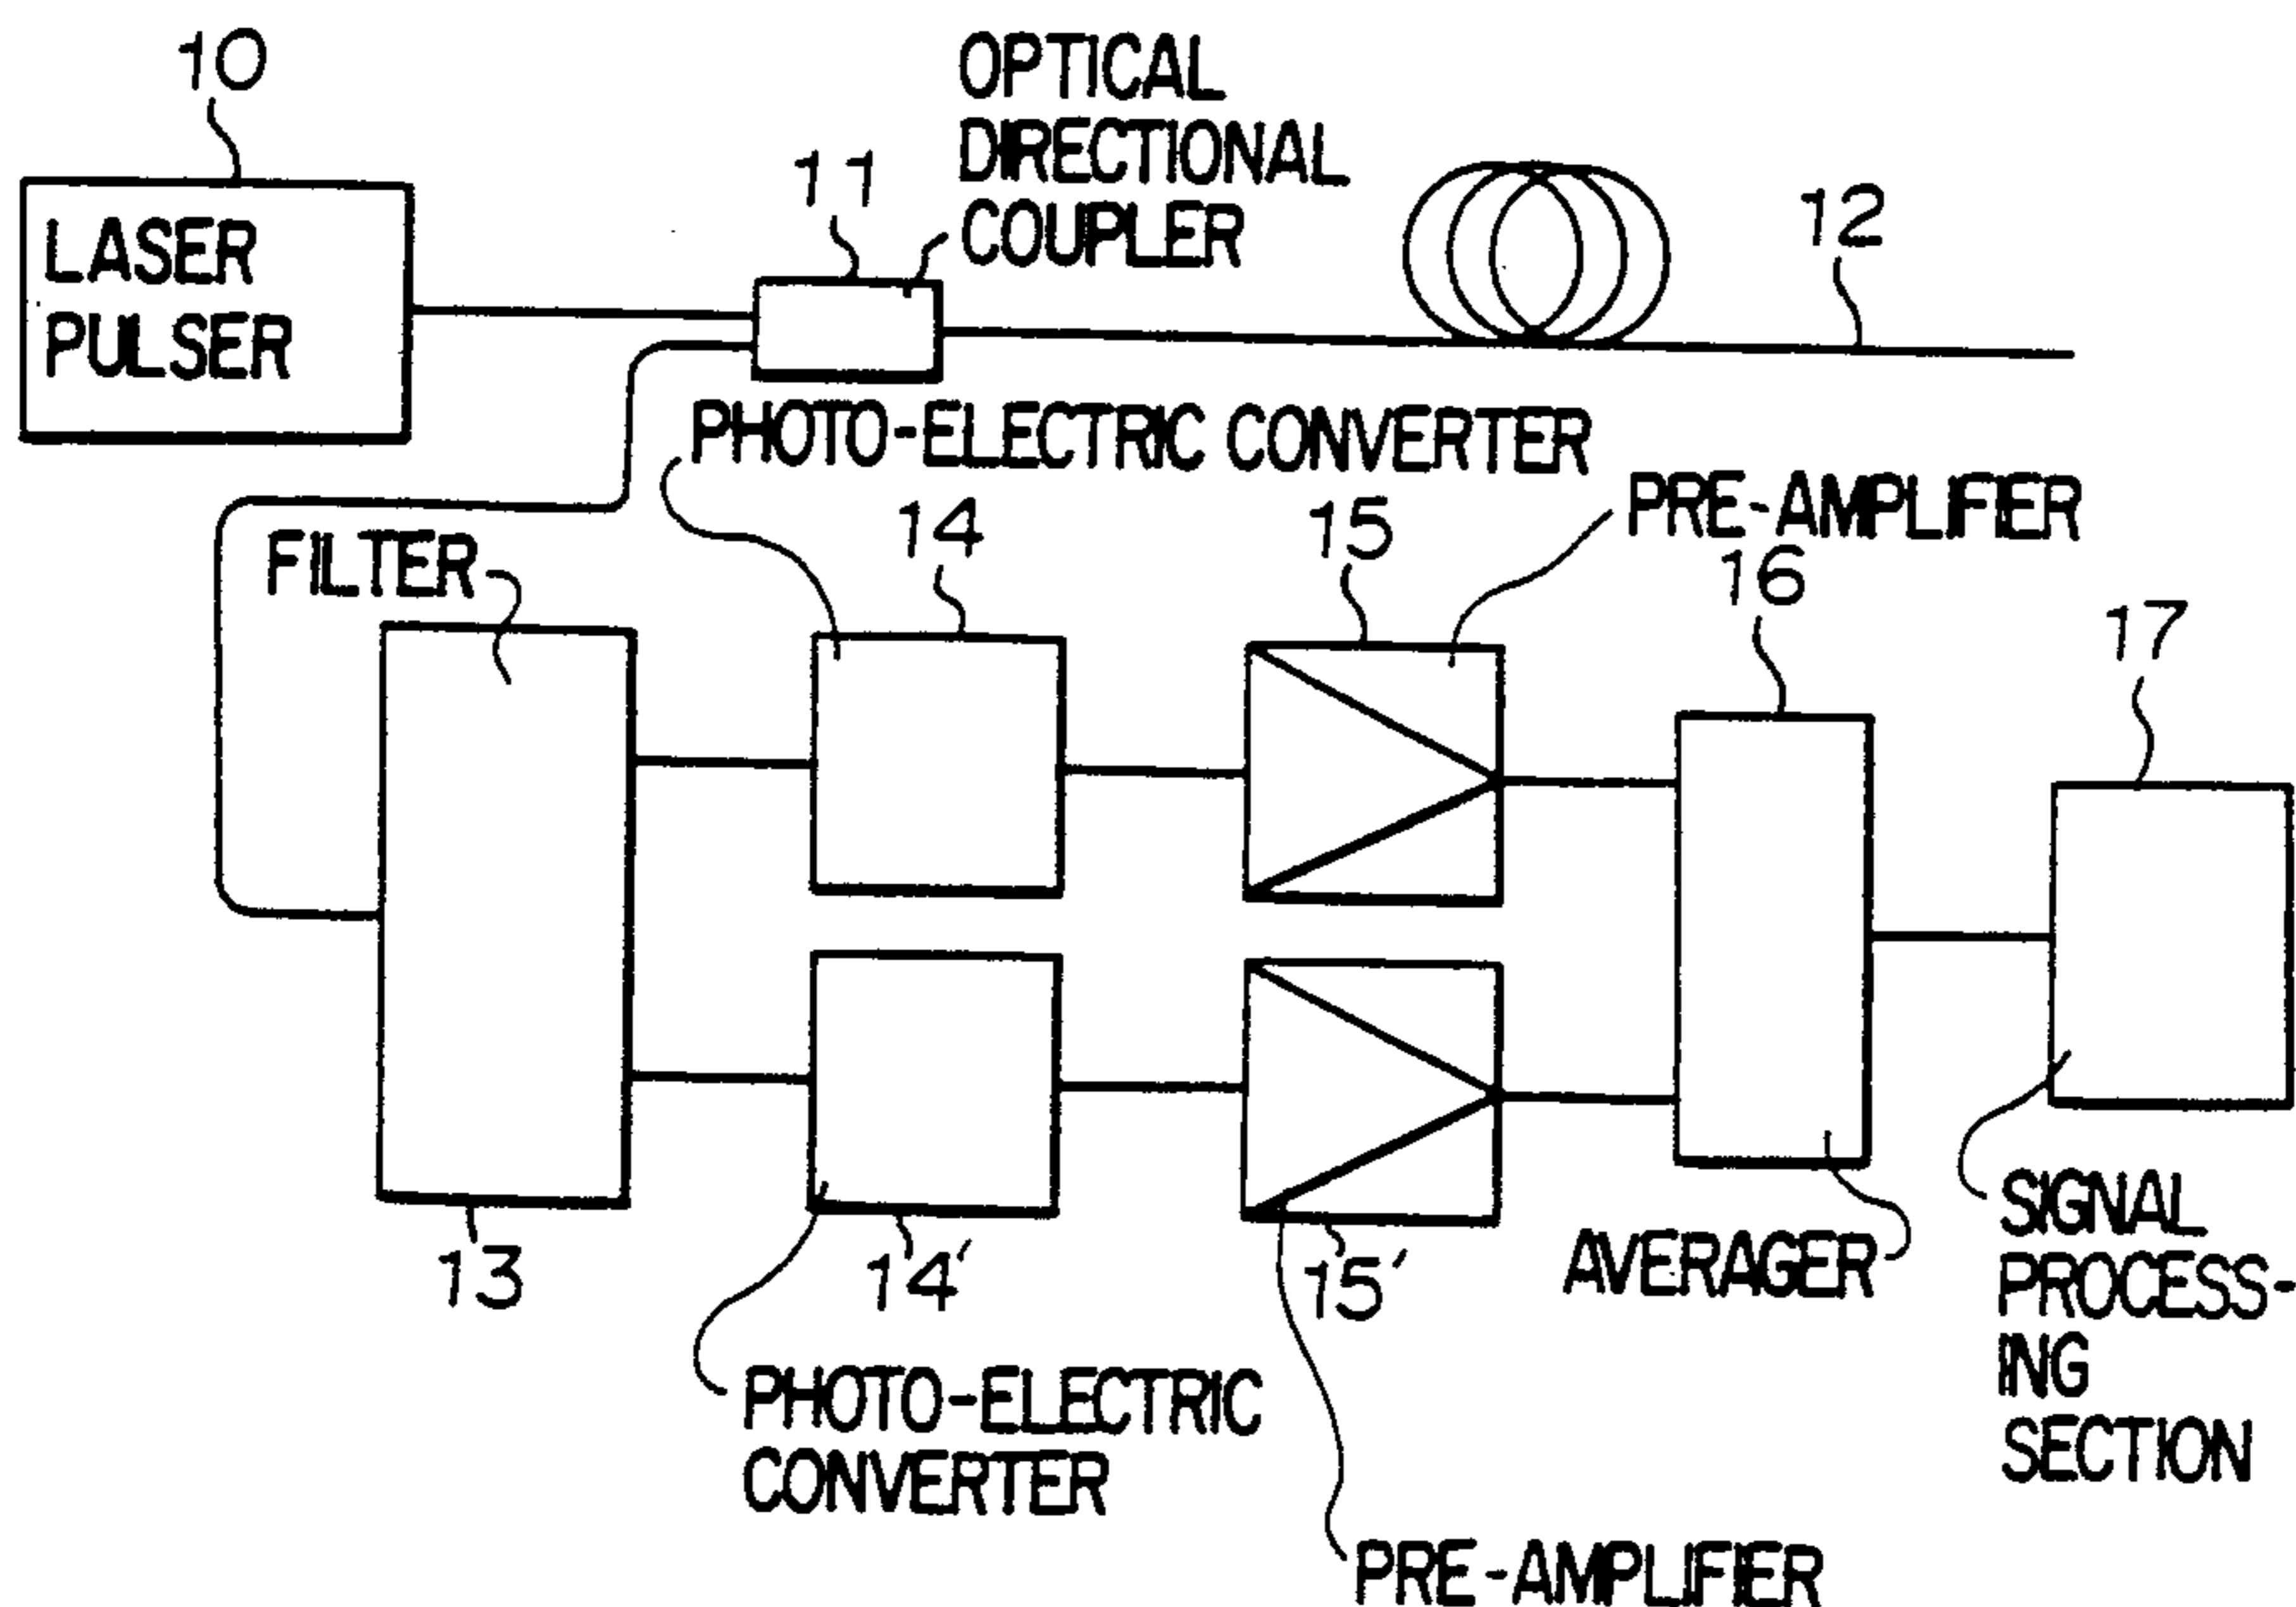 10
OPTICAL
DIRECTIONAL
COUPLER
11
12
LASER
PULSER
PHOTO-ELECTRIC CONVERTER
PRE-AMPLIFIER
FILTER
14
15
16
17
13
14'
15'
AVERAGER
SIGNAL
PROCESS-
ING
SECTION
PHOTO-ELECTRIC
CONVERTER
PRE-AMPLIFIER